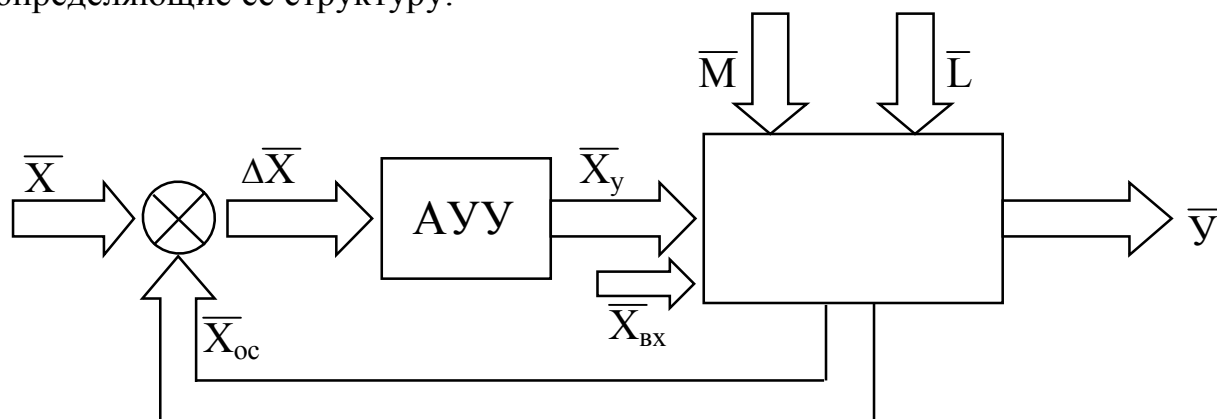 определяющие ее структуру:
M̅
L̅
X̅
ΔX̅
АУУ
X̅у
X̅вх
У̅
X̅ос